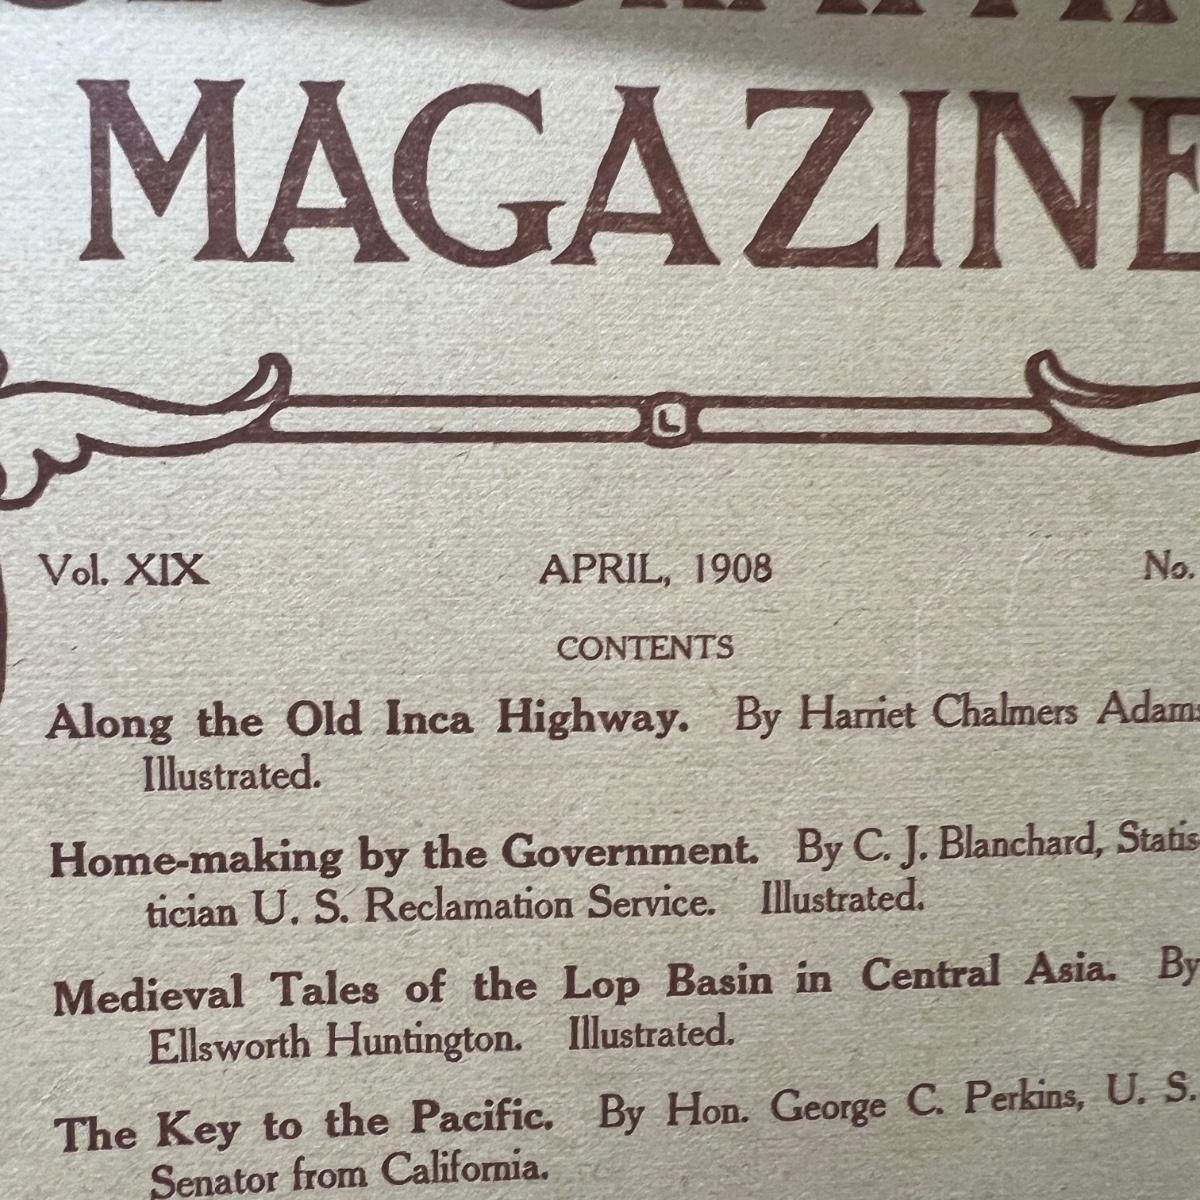 MAGAZINE
L
Vol. XIX APRIL, 1908 No.
CONTENTS
Along the Old Inca Highway. By Harriet Chalmers Adams
Illustrated.
Home-making by the Government. By C. J. Blanchard, Statis-
tician U. S. Reclamation Service. Illustrated.
Medieval Tales of the Lop Basin in Central Asia. By
Ellsworth Huntington. Illustrated.
The Key to the Pacific. By Hon. George C. Perkins, U. S.
Senator from California.